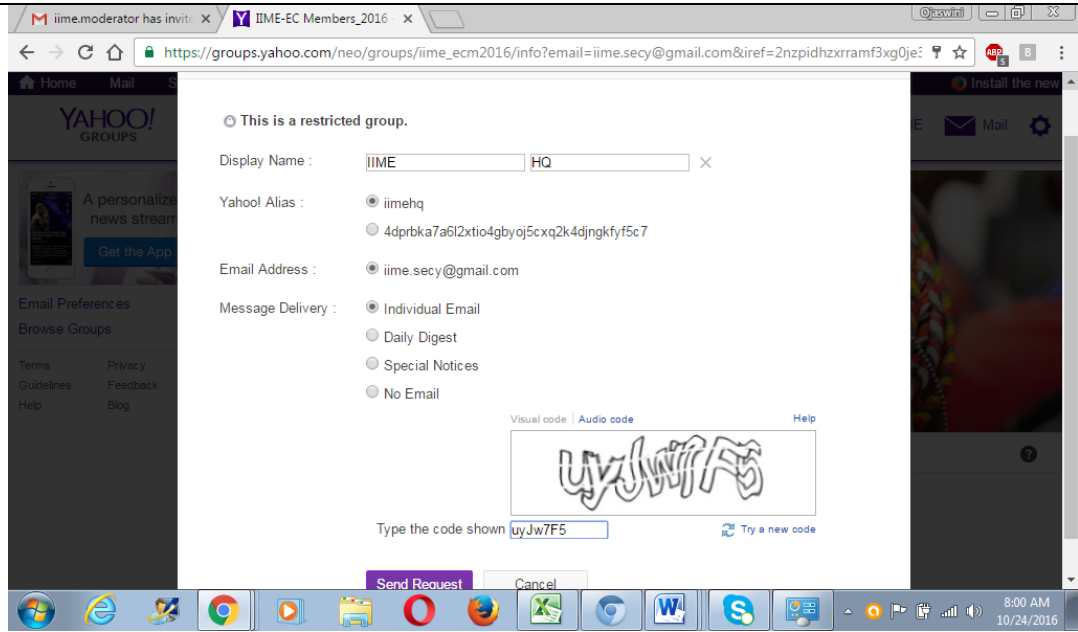 iime.moderator has invite
IIME-EC Members_2016 -
Ojaswini
https://groups.yahoo.com/neo/groups/iime_ecm2016/info?email=iime.secy@gmail.com&iref=2nzpidhzxrramf3xg0je3
ABP
5
B
Home Mail S
Install the new
YAHOO!
GROUPS
IE Mail
This is a restricted group.
Display Name : IIME HQ
A personalize
news stream
Get the App
Yahoo! Alias : iimehq
4dprbka7a6l2xtio4gbyoj5cxq2k4djngkfyf5c7
Email Address : iime.secy@gmail.com
Email Preferences
Browse Groups
Message Delivery : Individual Email
Daily Digest
Special Notices
No Email
Terms Privacy
Guidelines Feedback
Help Blog
Visual code | Audio code Help
Type the code shown uyJw7F5 Try a new code
Send Request Cancel
8:00 AM
10/24/2016